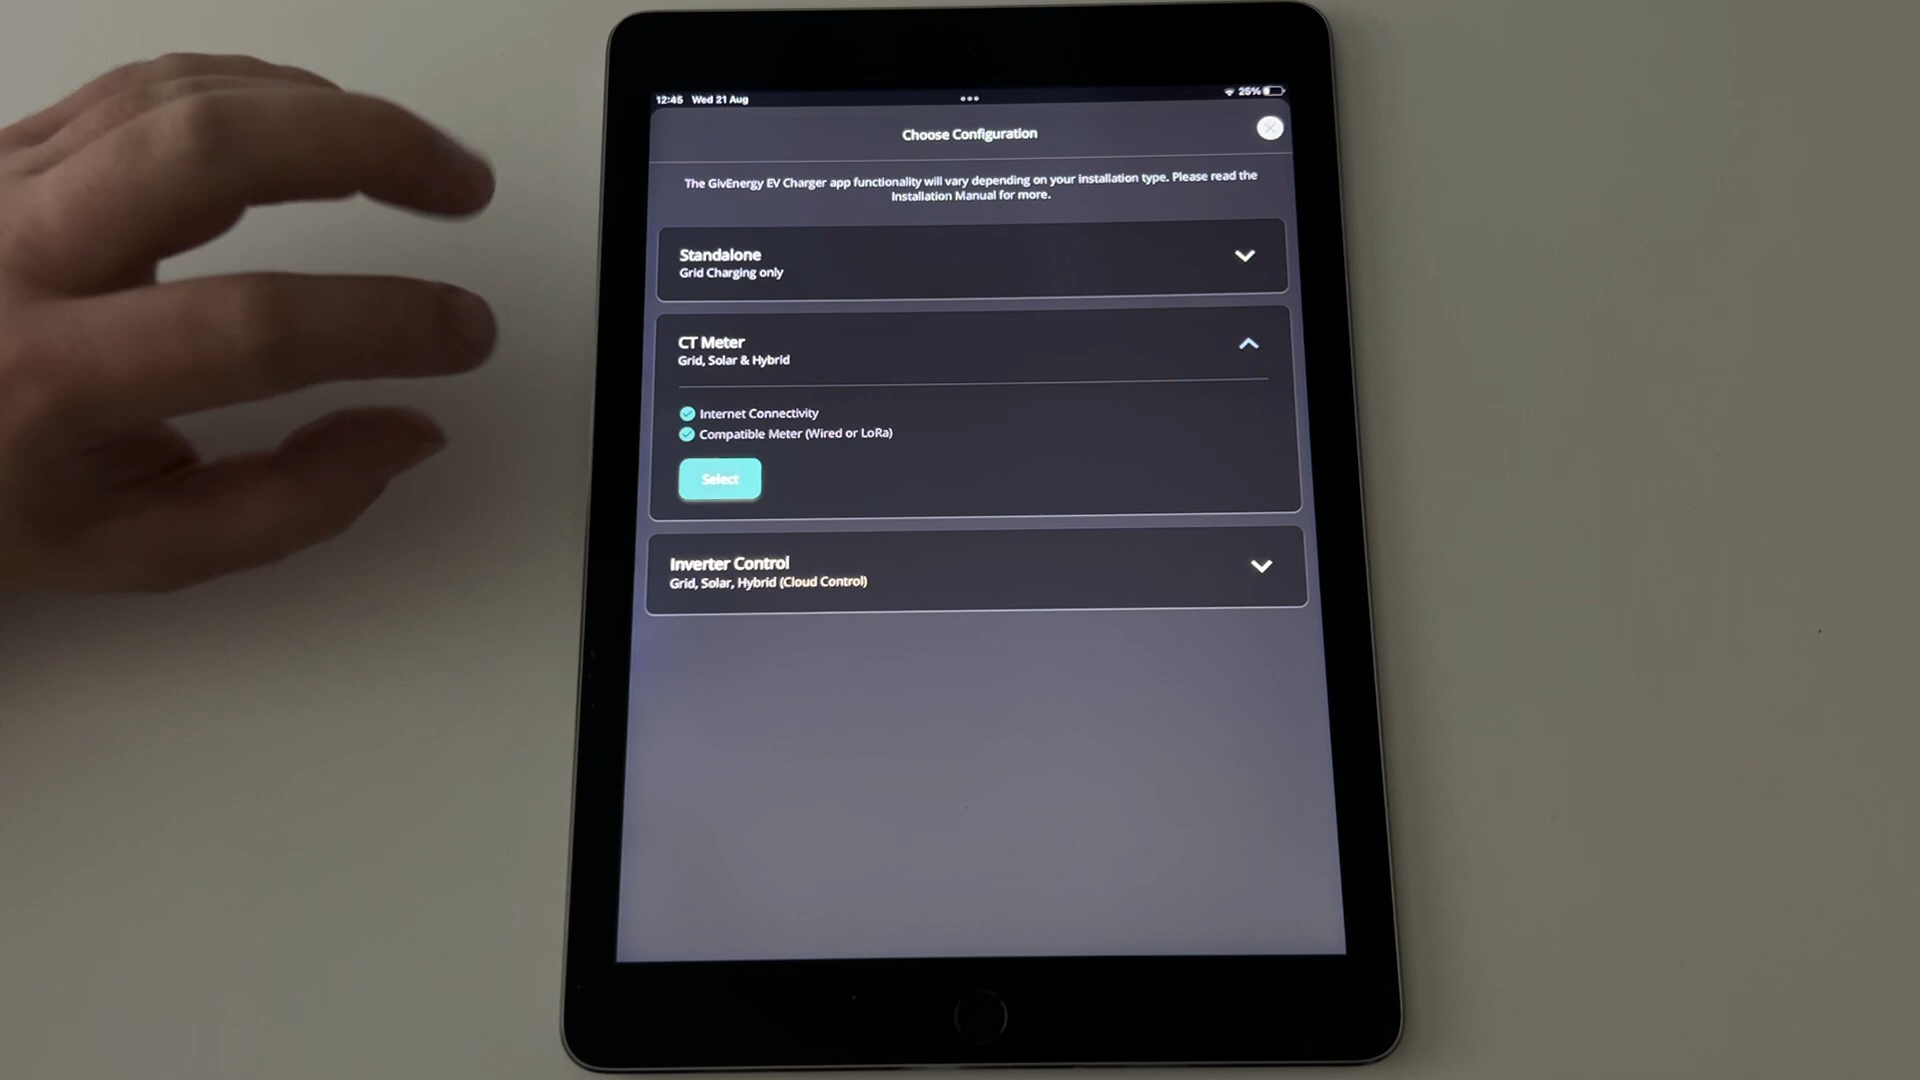 12:45 Wed 21 Aug
25%
Choose Configuration
The GivEnergy EV Charger app functionality will vary depending on your installation type. Please read the
Installation Manual for more.
Standalone
Grid Charging only
CT Meter
Grid, Solar & Hybrid
Internet Connectivity
Compatible Meter (Wired or LoRa)
Select
Inverter Control
Grid, Solar, Hybrid (Cloud Control)